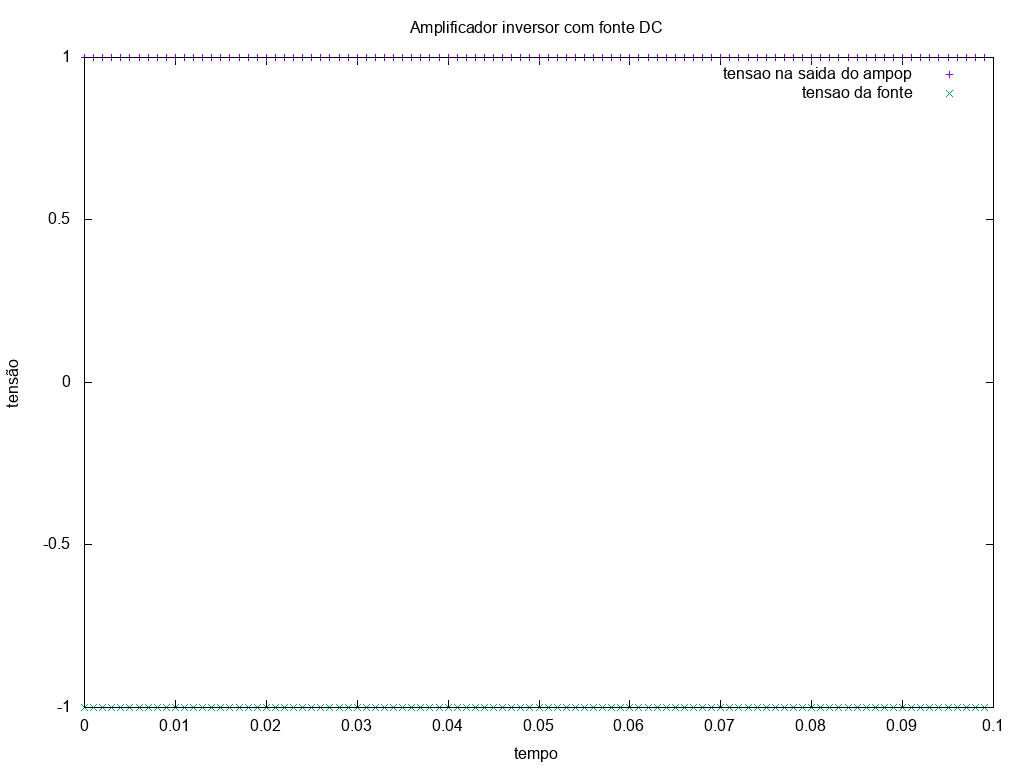 Amplificador inversor com fonte DC
tensao na saida do ampop
tensao da fonte
1
0.5
0
-0.5
-1
tensão
0 0.01 0.02 0.03 0.04 0.05 0.06 0.07 0.08 0.09 0.1
tempo